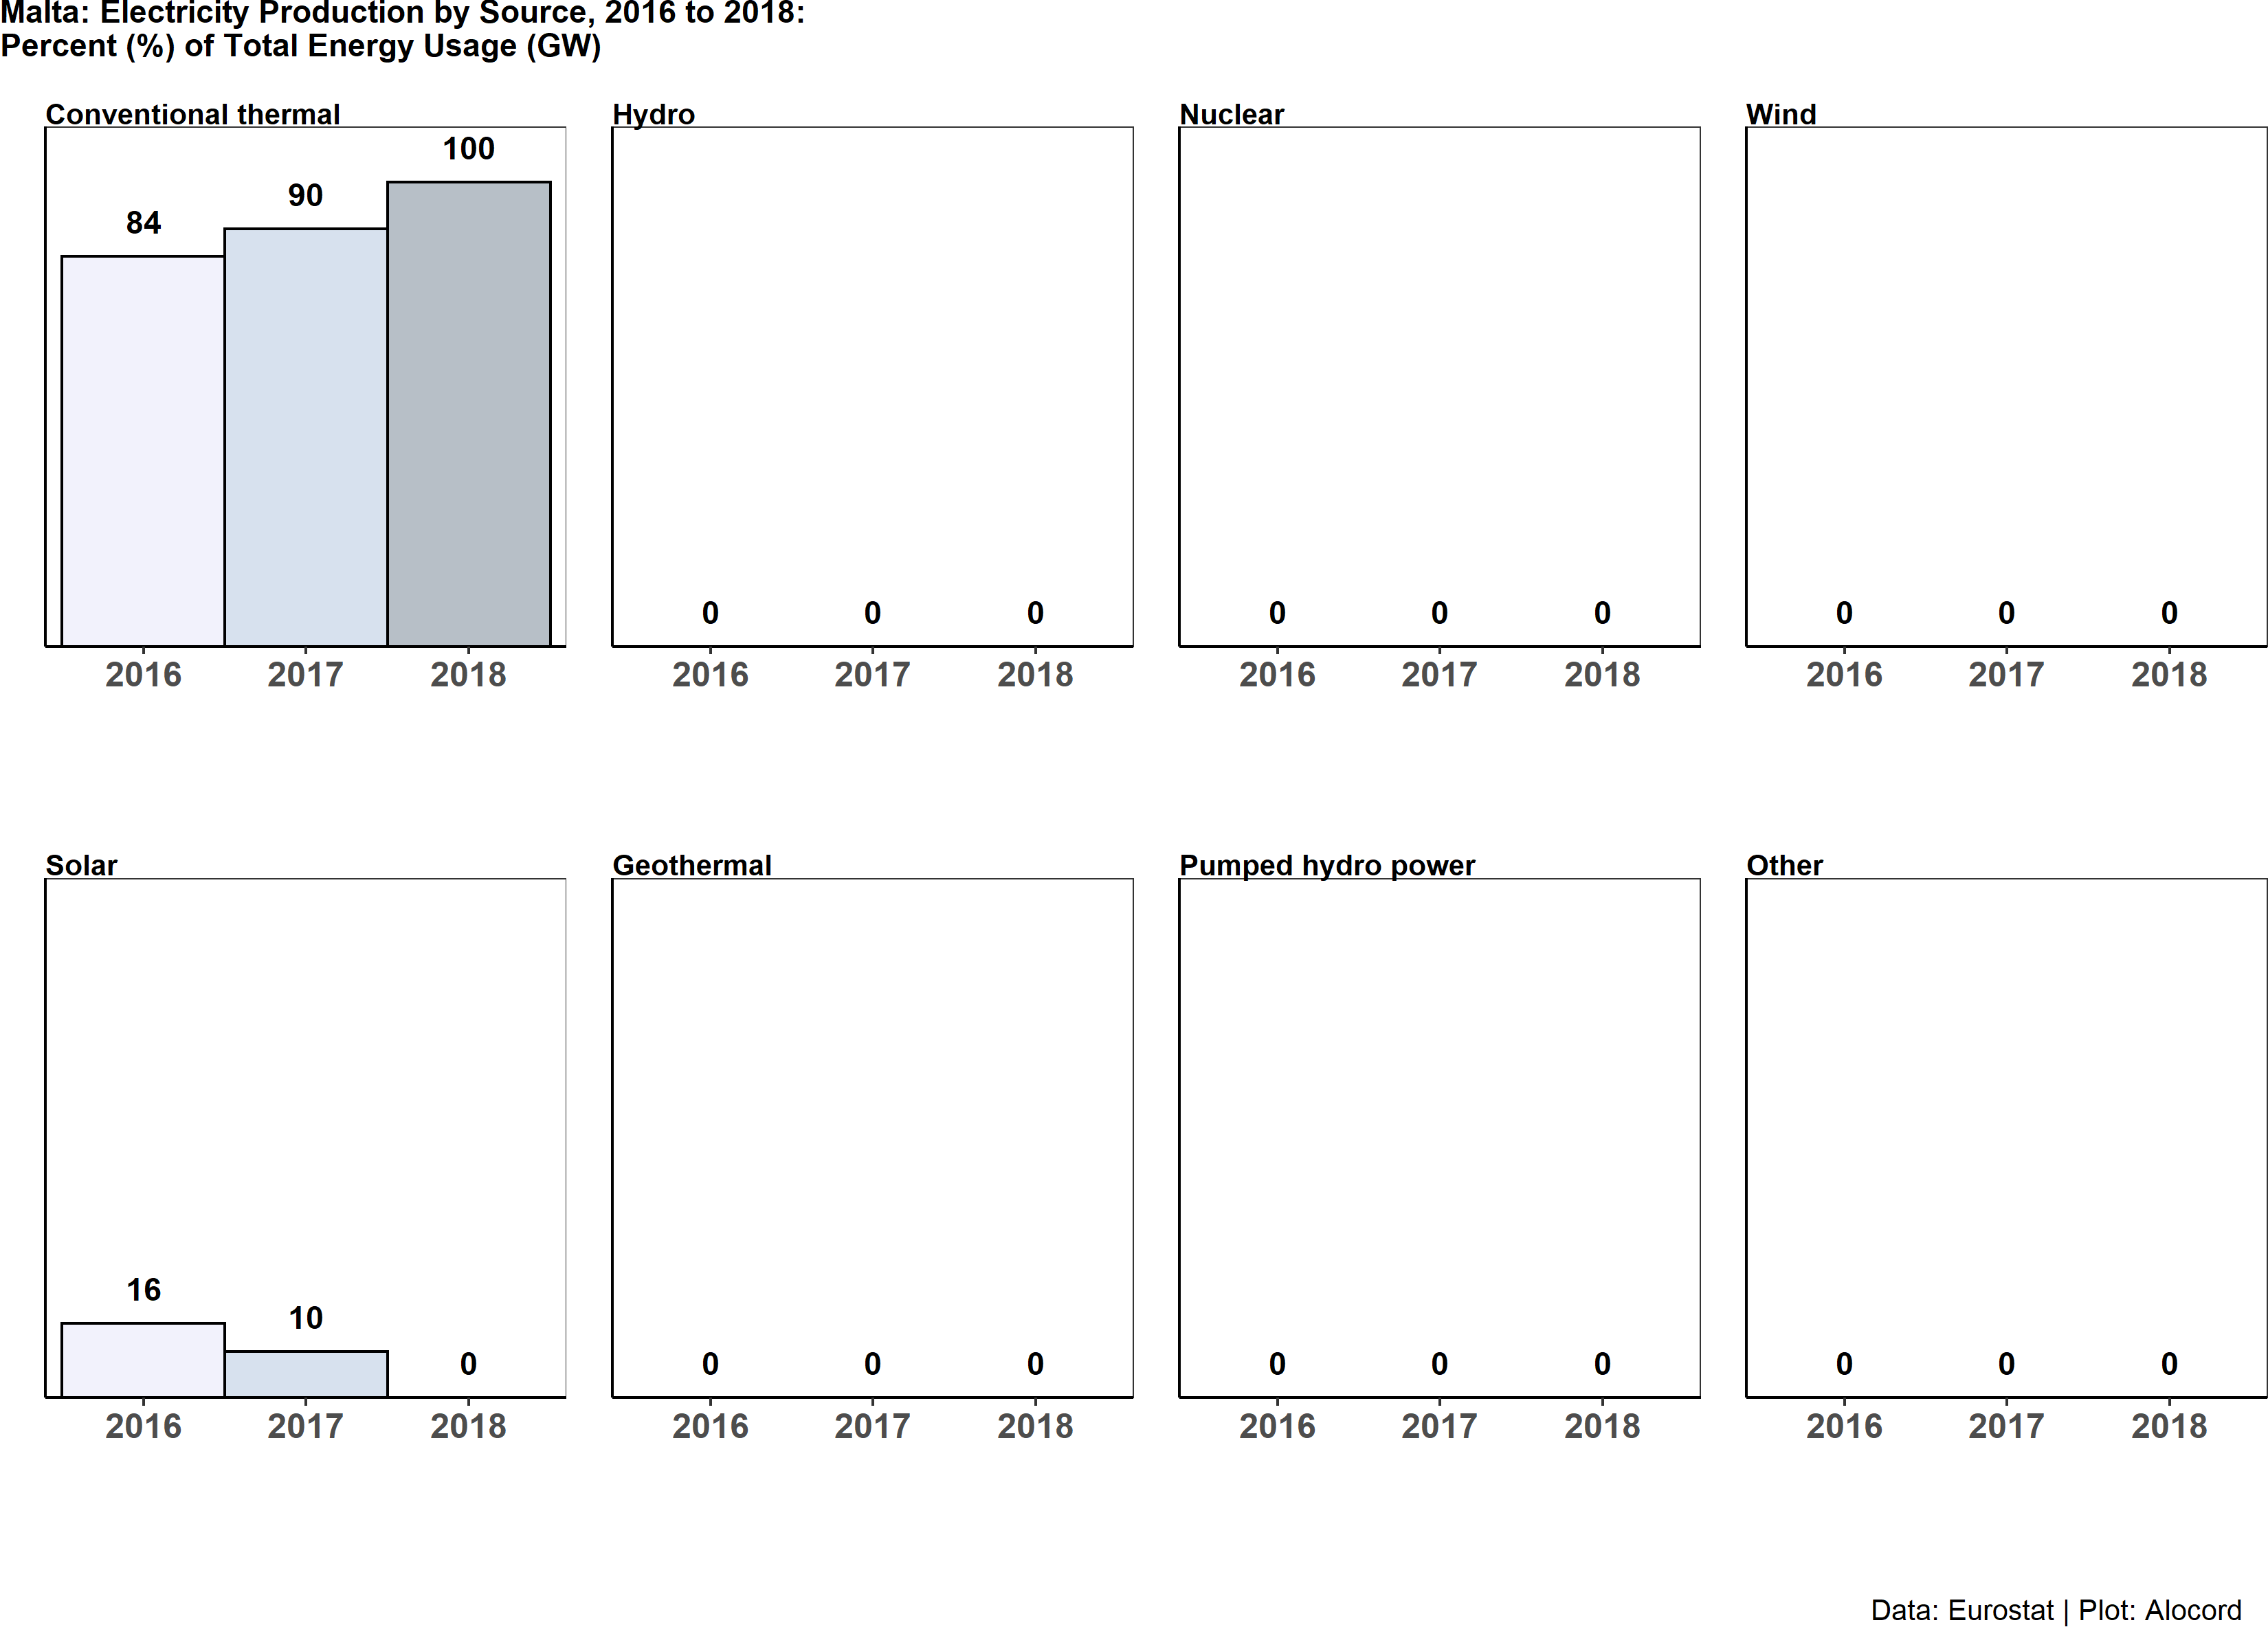 Malta: Electricity Production by Source, 2016 to 2018:
Percent (%) of Total Energy Usage (GW)
Conventional thermal
84
90
100
2016 2017 2018
Hydro
0 0 0
2016 2017 2018
Nuclear
0 0 0
2016 2017 2018
Wind
0 0 0
2016 2017 2018
Solar
16
10
0
2016 2017 2018
Geothermal
0 0 0
2016 2017 2018
Pumped hydro power
0 0 0
2016 2017 2018
Other
0 0 0
2016 2017 2018
Data: Eurostat | Plot: Alocord